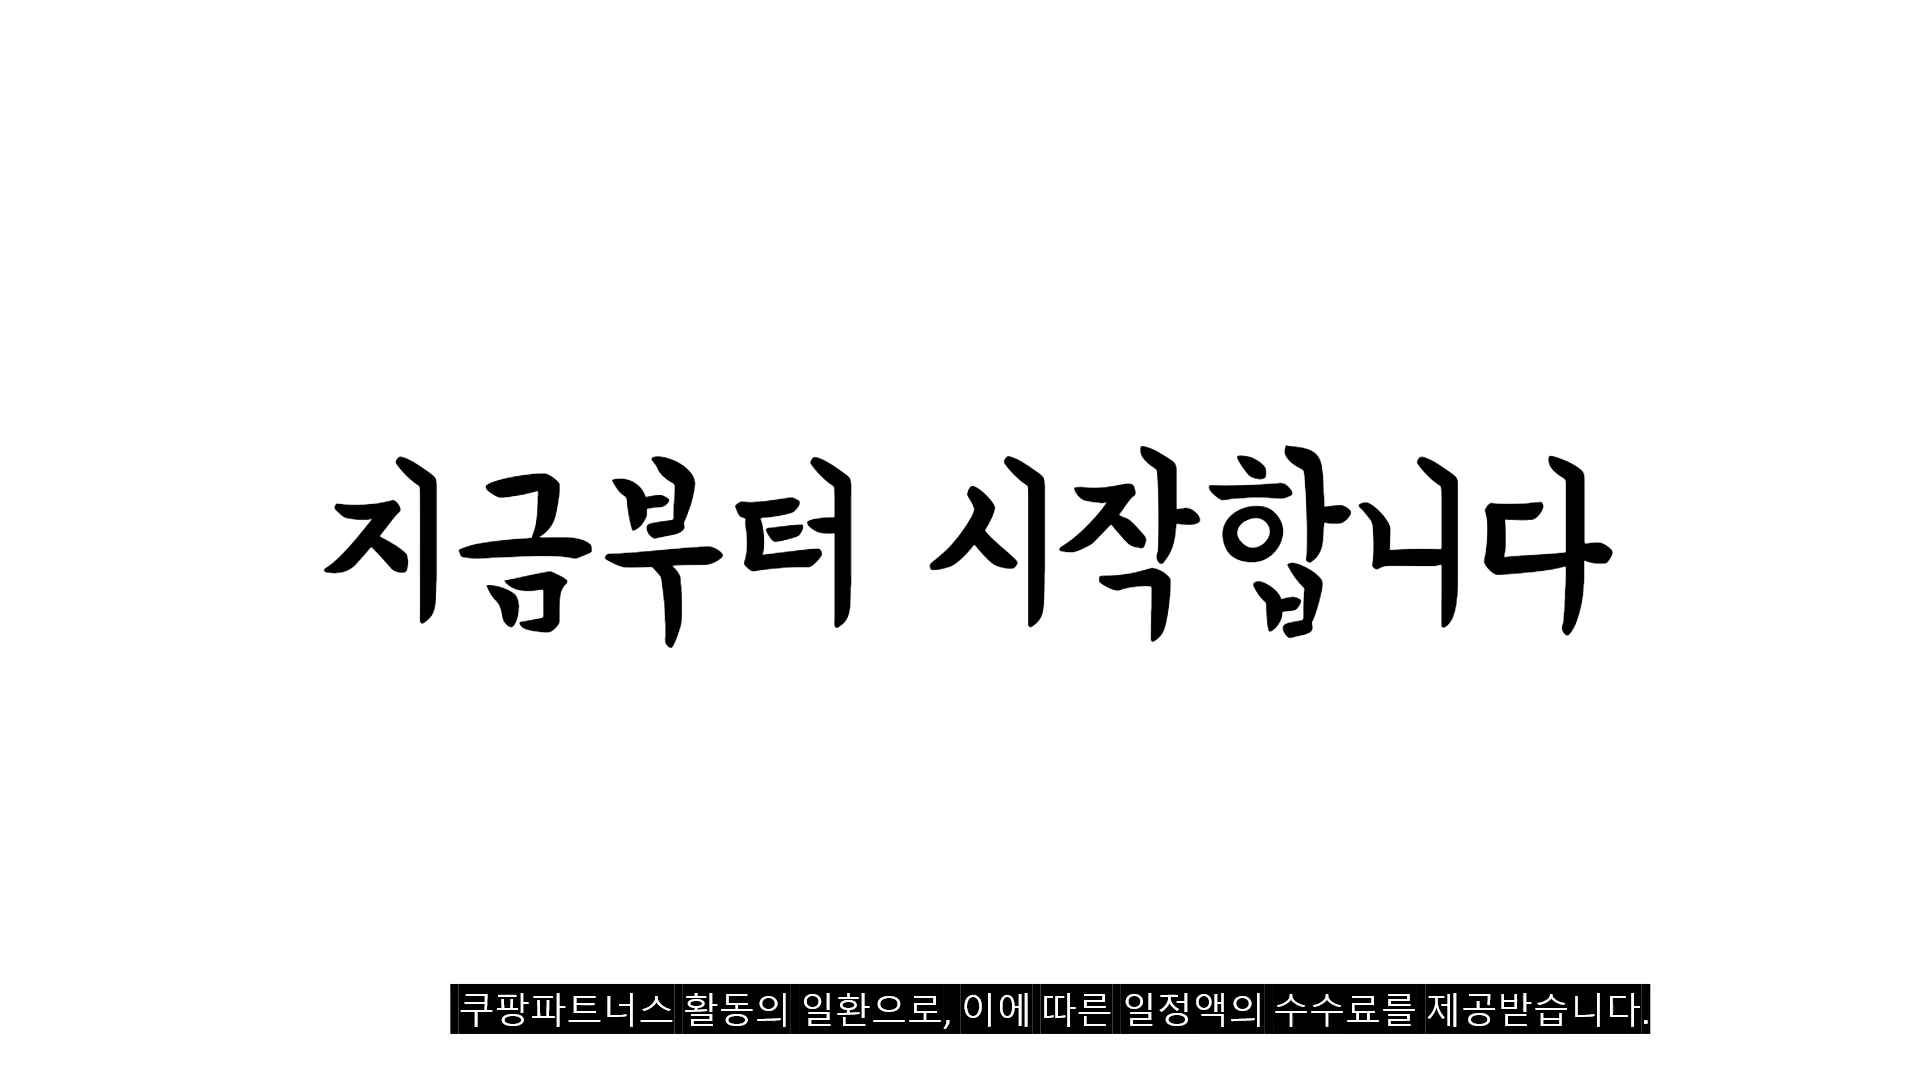 지금부터 시작합니다
쿠팡파트너스 활동의 일환으로, 이에 따른 일정액의 수수료를 제공받습니다.